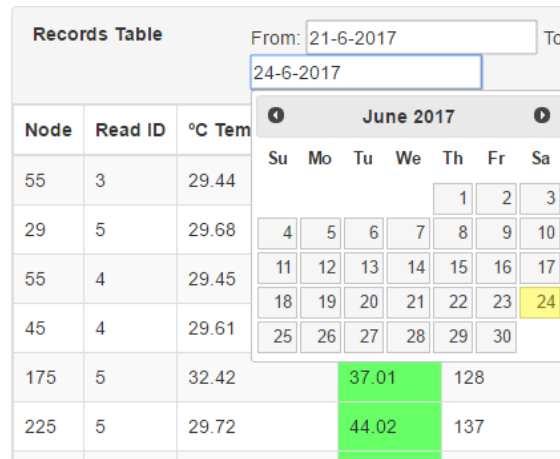 Records Table From: 21-6-2017 To
24-6-2017
Node Read ID ºC Tem
June 2017
Su Mo Tu We Th Fr Sa
1 2 3
4 5 6 7 8 9 10
11 12 13 14 15 16 17
18 19 20 21 22 23 24
25 26 27 28 29 30
55 3 29.44
29 5 29.68
55 4 29.45
45 4 29.61
175 5 32.42 37.01 128
225 5 29.72 44.02 137